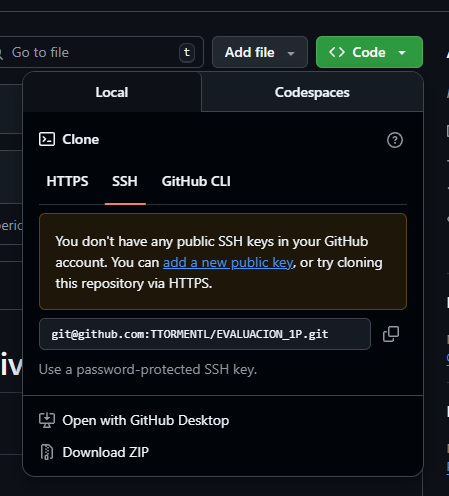 Go to file
t
Add file
Code
Local
Codespaces
Clone
HTTPS
SSH
GitHub CLI
You don't have any public SSH keys in your GitHub
account. You can add a new public key, or try cloning
this repository via HTTPS.
git@github.com:TTORMENTL/EVALUACION_1P.git
Use a password-protected SSH key.
Open with GitHub Desktop
Download ZIP